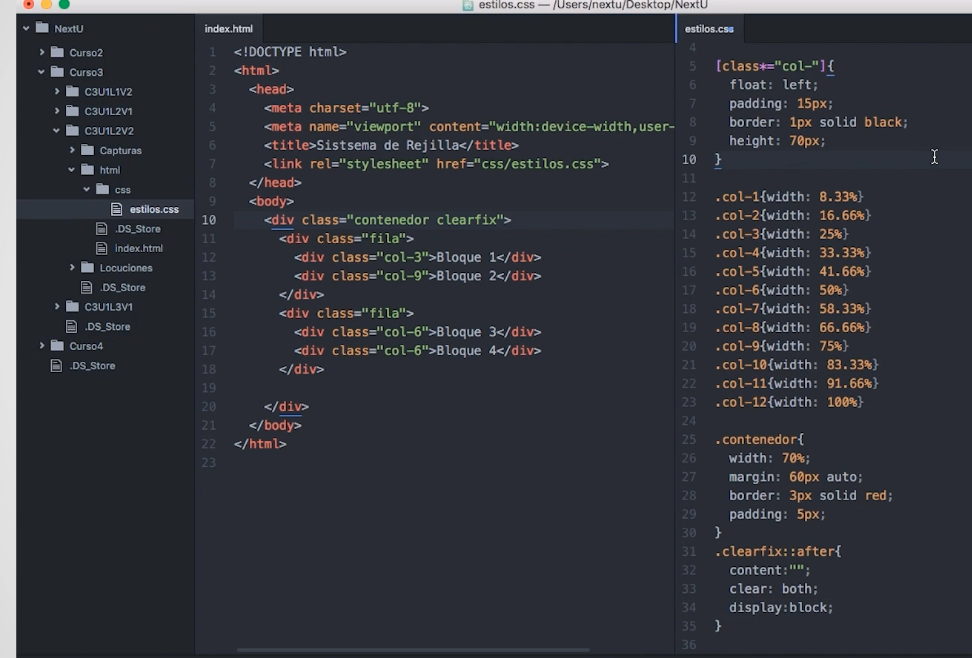 estilos.css — /Users/nextu/Desktop/NextU
NextU
Curso2
Curso3
C3U1L1V2
C3U1L2V1
C3U1L2V2
Capturas
html
css
estilos.css
.DS_Store
index.html
Locuciones
.DS_Store
C3U1L3V1
.DS_Store
Curso4
.DS_Store
index.html
1 <!DOCTYPE html>
2 <html>
3 <head>
4 <meta charset="utf-8">
5 <meta name="viewport" content="width:device-width,user-
6 <title>Sistsema de Rejilla</title>
7 <link rel="stylesheet" href="css/estilos.css">
8 </head>
9 <body>
10 <div class="contenedor clearfix">
11 <div class="fila">
12 <div class="col-3">Bloque 1</div>
13 <div class="col-9">Bloque 2</div>
14 </div>
15 <div class="fila">
16 <div class="col-6">Bloque 3</div>
17 <div class="col-6">Bloque 4</div>
18 </div>
19
20 </div>
21 </body>
22 </html>
23
estilos.css
4
5 [class*="col-"]{
6 float: left;
7 padding: 15px;
8 border: 1px solid black;
9 height: 70px;
10 }
11
12 .col-1{width: 8.33%}
13 .col-2{width: 16.66%}
14 .col-3{width: 25%}
15 .col-4{width: 33.33%}
16 .col-5{width: 41.66%}
17 .col-6{width: 50%}
18 .col-7{width: 58.33%}
19 .col-8{width: 66.66%}
20 .col-9{width: 75%}
21 .col-10{width: 83.33%}
22 .col-11{width: 91.66%}
23 .col-12{width: 100%}
24
25 .contenedor{
26 width: 70%;
27 margin: 60px auto;
28 border: 3px solid red;
29 padding: 5px;
30 }
31 .clearfix::after{
32 content:"";
33 clear: both;
34 display:block;
35 }
36